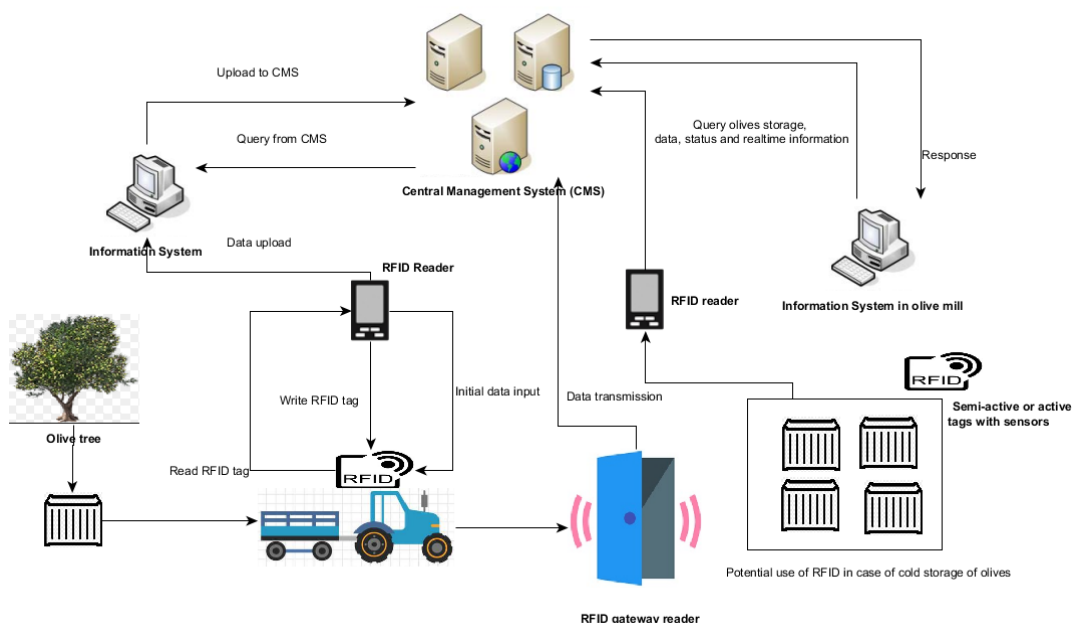 Upload to CMS
Query from CMS
Central Management System (CMS)
Query olives storage,
data, status and realtime information
Response
Information System
Data upload
RFID Reader
RFID reader
Information System in olive mill
Olive tree
Write RFID tag
Initial data input
Data transmission
RFID
Semi-active or active
tags with sensors
Read RFID tag
RFID
Potential use of RFID in case of cold storage of olives
RFID gateway reader